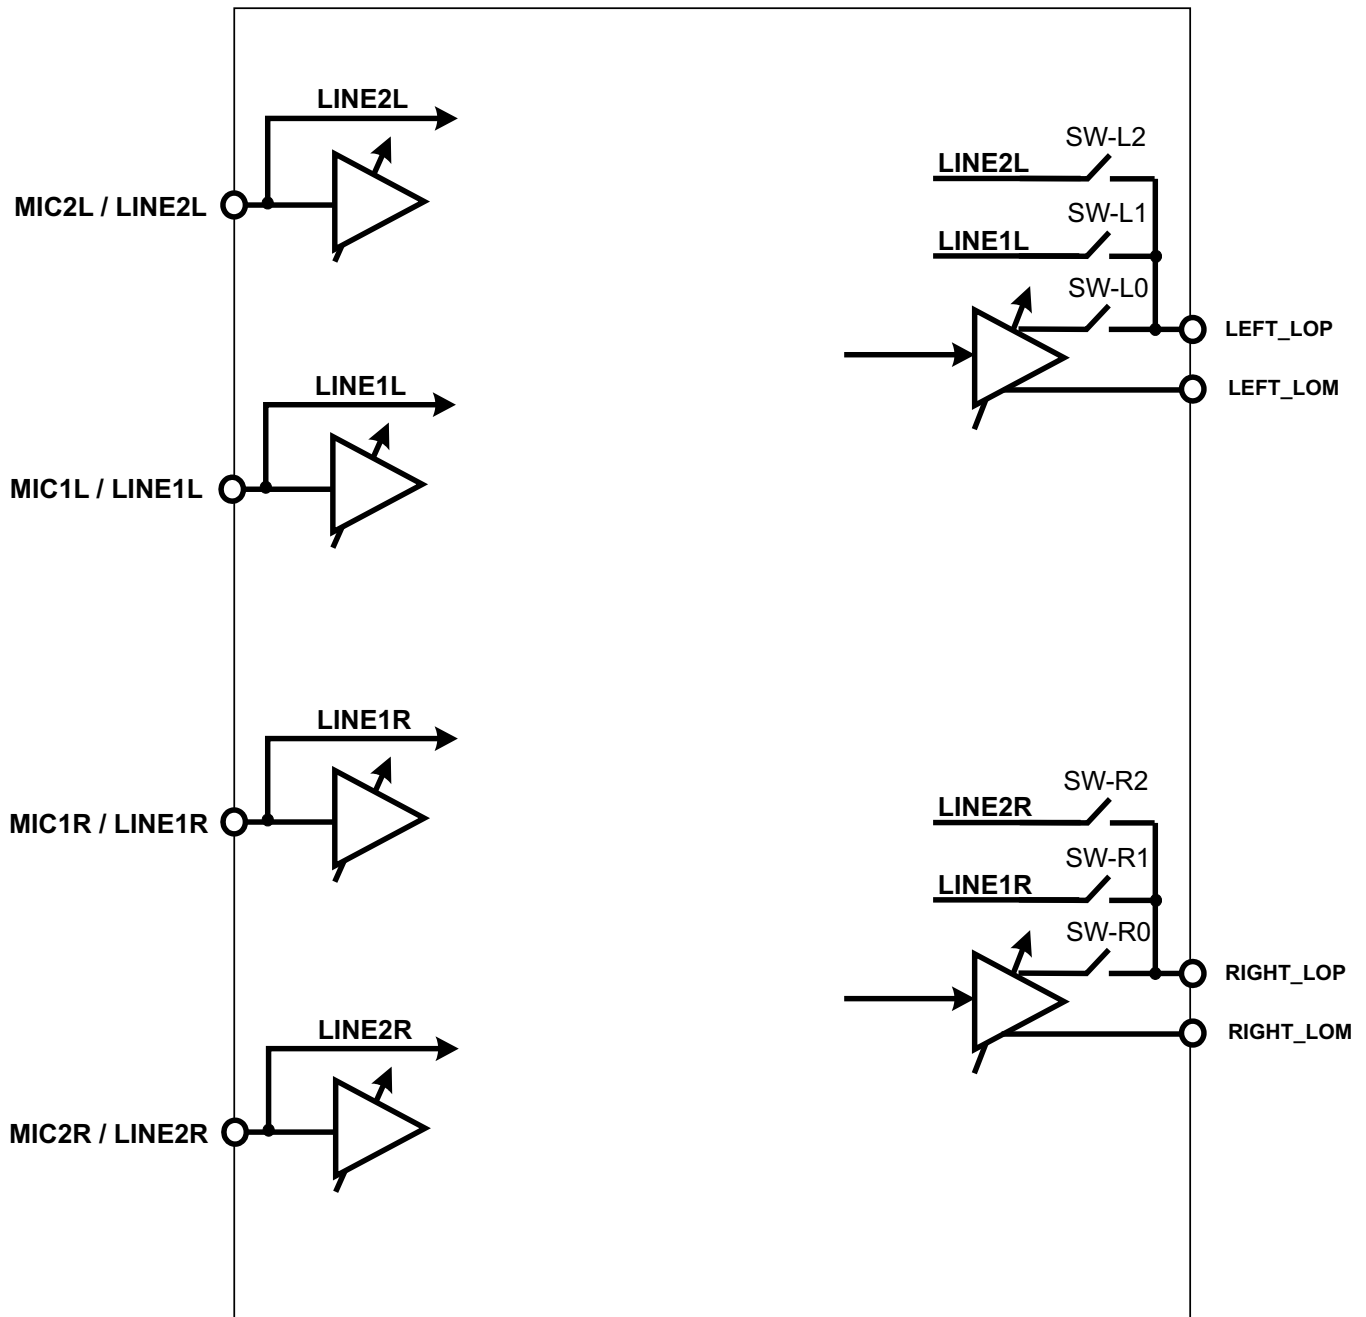 LINE2L
MIC2L / LINE2L
LINE1L
MIC1L / LINE1L
LINE1R
MIC1R / LINE1R
LINE2R
MIC2R / LINE2R
SW-L2
LINE2L
SW-L1
LINE1L
SW-L0
LEFT_LOP
LEFT_LOM
SW-R2
LINE2R
SW-R1
LINE1R
SW-R0
RIGHT_LOP
RIGHT_LOM